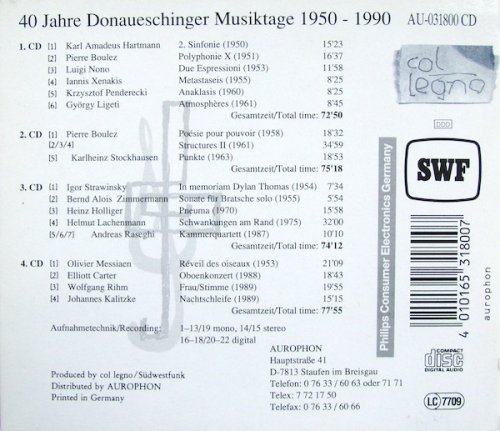 40 Jahre Donaueschinger Musiktage 1950 - 1990 AU-031800 CD
col legno
1. CD [1] Karl Amadeus Hartmann 2. Sinfonie (1950) 15'23
[2] Pierre Boulez Polyphonie X (1951) 16'37
[3] Luigi Nono Due Espressioni (1953) 11'58
[4] Iannis Xenakis Metastaseis (1955) 8'25
[5] Krzysztof Penderecki Anaklasis (1960) 8'25
[6] György Ligeti Atmosphères (1961) 8'45
Gesamtzeit/Total time: 72'50
2. CD [1] Pierre Boulez Poésie pour pouvoir (1958) 18'32
[2/3/4] Structures II (1961) 34'59
[5] Karlheinz Stockhausen Punkte (1963) 18'53
Gesamtzeit/Total time: 75'18
3. CD [1] Igor Strawinsky In memoriam Dylan Thomas (1954) 7'34
[2] Bernd Alois Zimmermann Sonate für Bratsche solo (1955) 5'54
[3] Heinz Holliger Pneuma (1970) 15'58
[4] Helmut Lachenmann Schwankungen am Rand (1975) 32'00
[5/6/7] Andreas Raseghi Kammerquartett (1987) 10'10
Gesamtzeit/Total time: 74'12
4. CD [1] Olivier Messiaen Réveil des oiseaux (1953) 21'09
[2] Elliott Carter Oboenkonzert (1988) 18'43
[3] Wolfgang Rihm Frau/Stimme (1989) 18'55
[4] Johannes Kalitzke Nachtschleife (1989) 15'15
Gesamtzeit/Total time: 77'55
Aufnahmetechnik/Recording: 1–13/19 mono, 14/15 stereo
16–18/20–22 digital
Produced by col legno/Südwestfunk
Distributed by AUROPHON
Printed in Germany
AUROPHON
Hauptstraße 41
D-7813 Staufen im Breisgau
Telefon: 0 76 33 / 60 63 oder 71 71
Telex: 7 72 17 50
Telefax: 0 76 33 / 60 66
DDD
SWF
Philips Consumer Electronics Germany
4 010165 318007
aurophon
COMPACT
disc
DIGITAL AUDIO
LC 7709